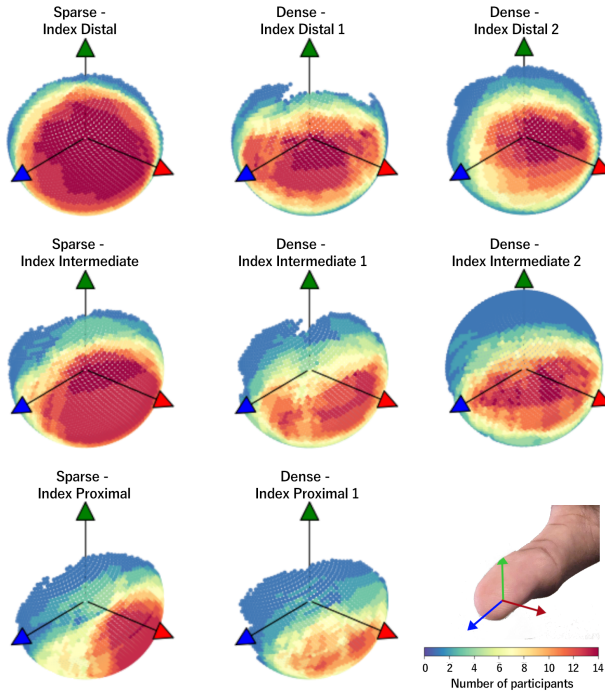 Sparse -
Index Distal
Dense -
Index Distal 1
Dense -
Index Distal 2
Sparse -
Index Intermediate
Dense -
Index Intermediate 1
Dense -
Index Intermediate 2
Sparse -
Index Proximal
Dense -
Index Proximal 1
0 2 4 6 8 10 12 14
Number of participants